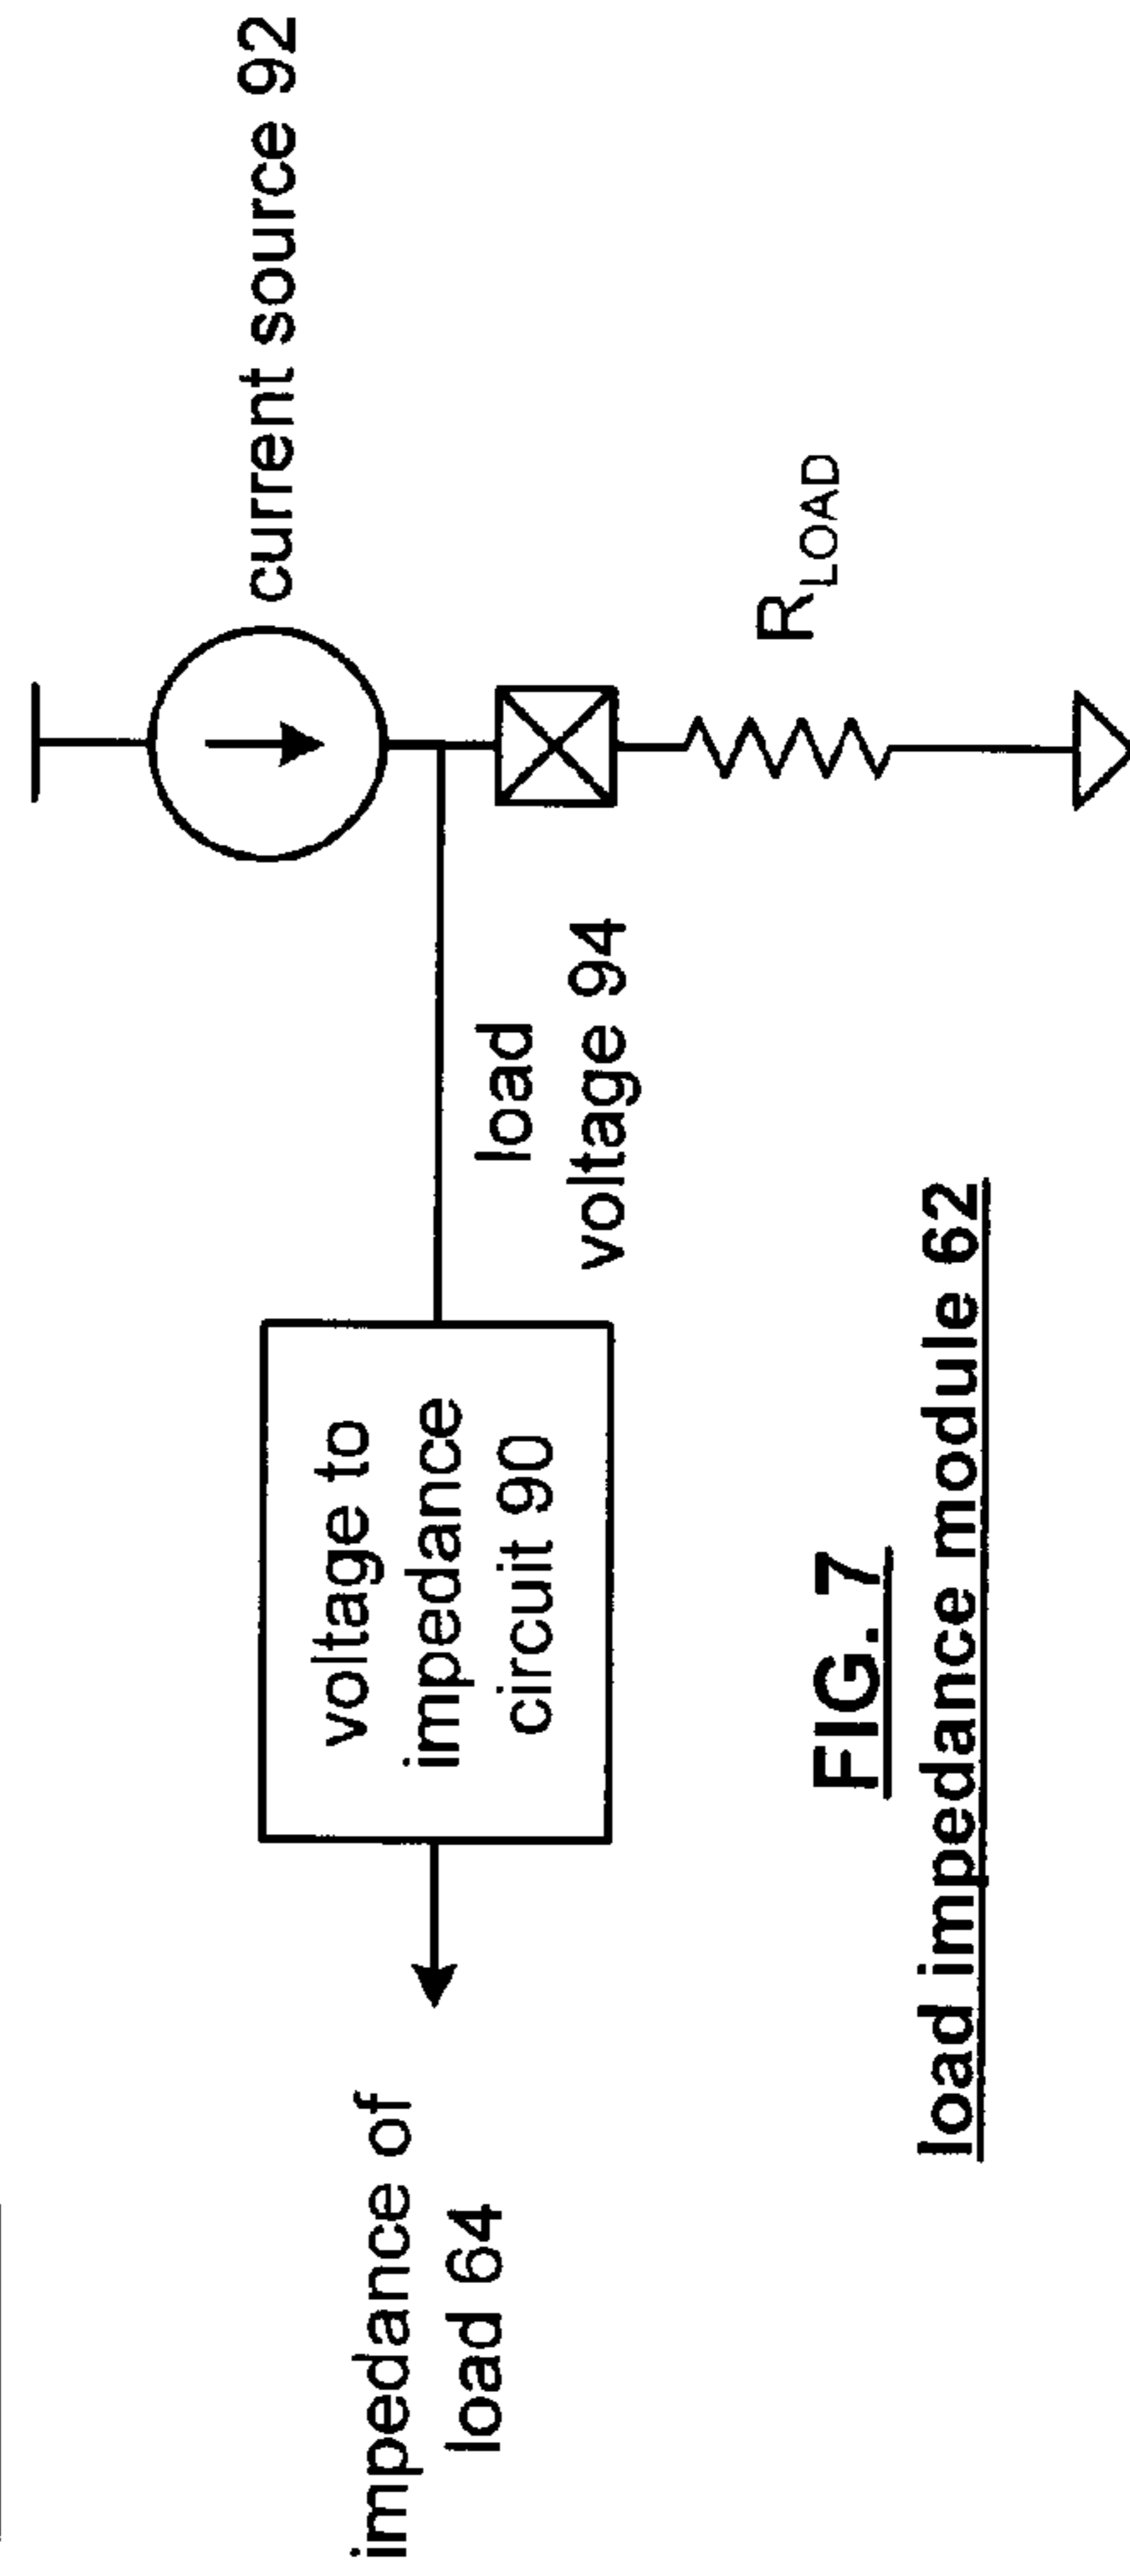 current source 92
R_LOAD
load
voltage 94
voltage to
impedance
circuit 90
impedance of
load 64
FIG. 7
load impedance module 62